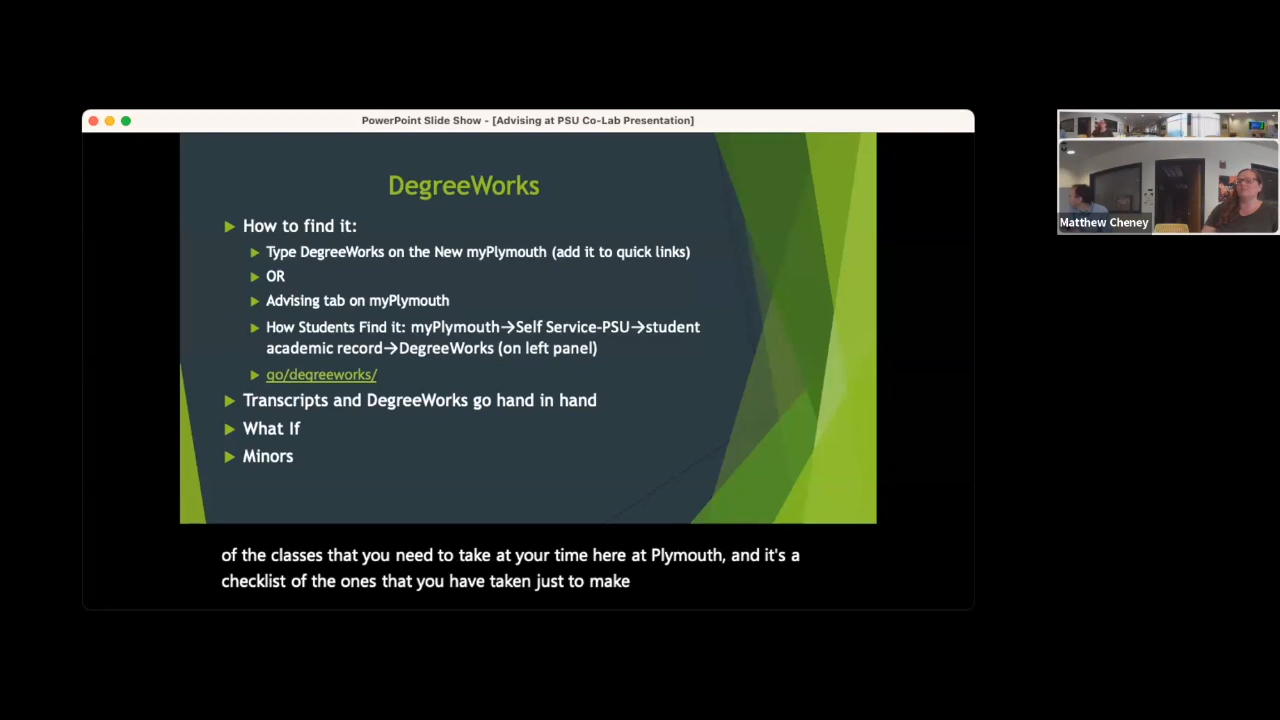 PowerPoint Slide Show - [Advising at PSU Co-Lab Presentation]
DegreeWorks
How to find it:
Type DegreeWorks on the New myPlymouth (add it to quick links)
OR
Advising tab on myPlymouth
How Students Find it: myPlymouth→Self Service-PSU→student
academic record→DegreeWorks (on left panel)
go/degreeworks/
Transcripts and DegreeWorks go hand in hand
What If
Minors
of the classes that you need to take at your time here at Plymouth, and it's a
checklist of the ones that you have taken just to make
Matthew Cheney